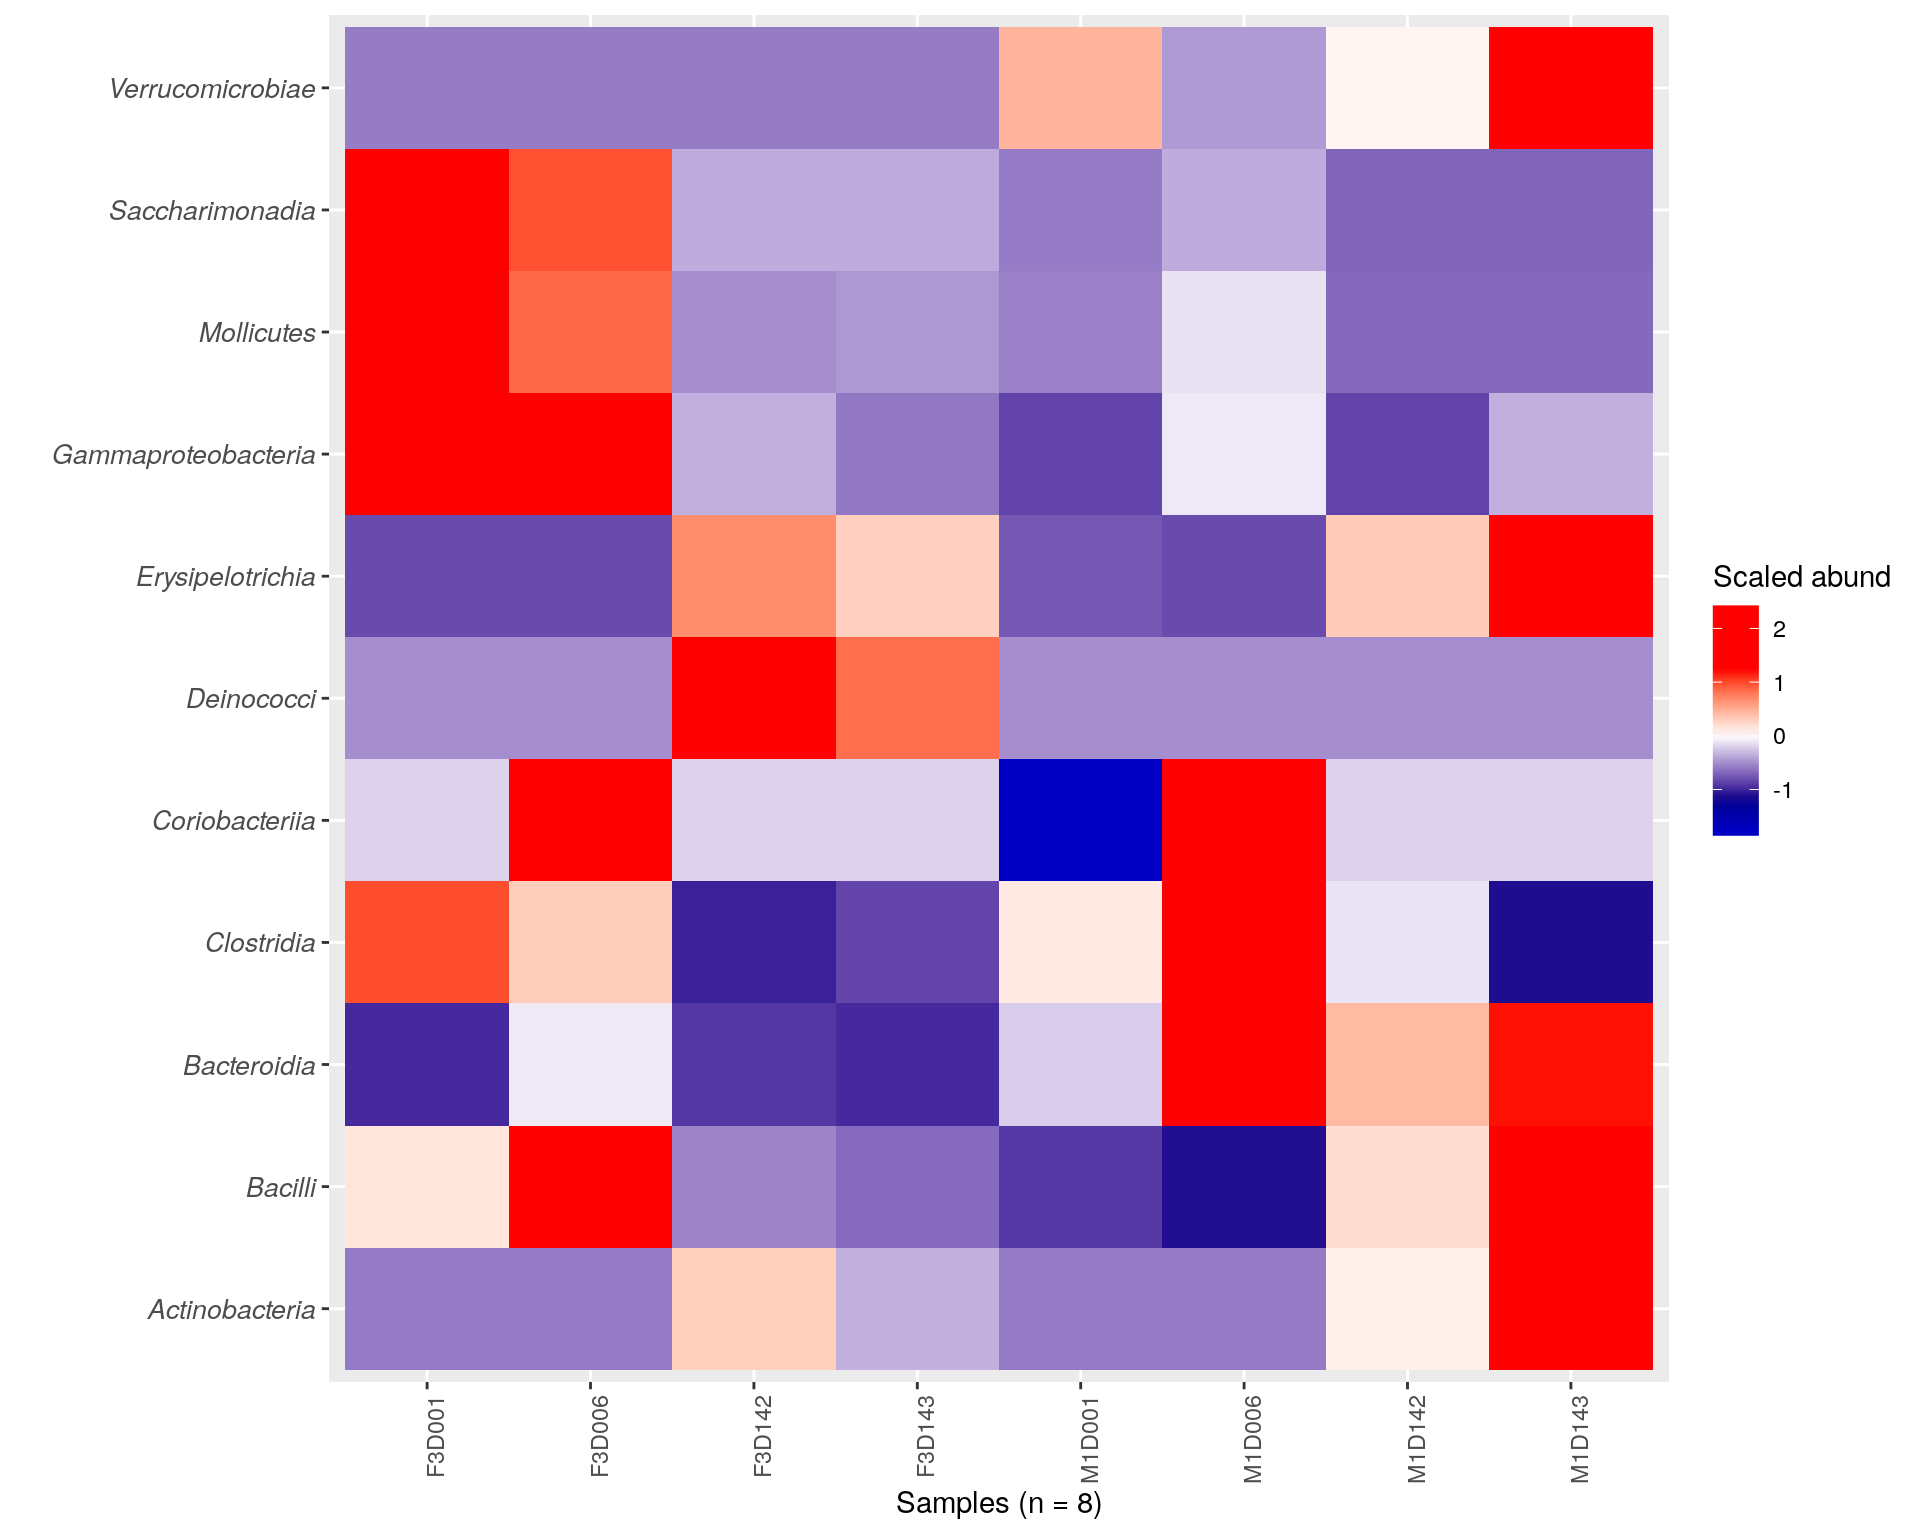 Verrucomicrobiae
Saccharimonadia
Mollicutes
Gammaproteobacteria
Erysipelotrichia
Deinococci
Coriobacteriia
Clostridia
Bacteroidia
Bacilli
Actinobacteria
F3D001
F3D006
F3D142
F3D143
M1D001
M1D006
M1D142
M1D143
Samples (n = 8)
Scaled abund
2
1
0
-1